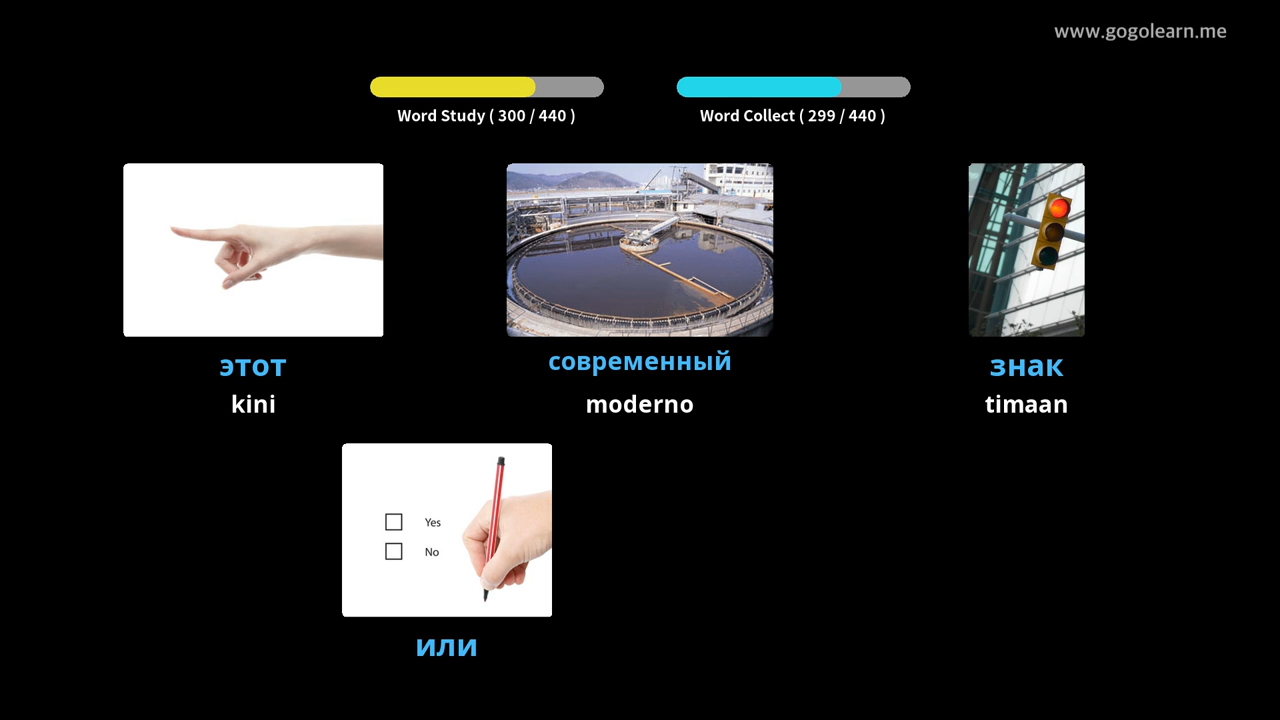 www.gogolearn.me
Word Study ( 300 / 440 )
Word Collect ( 299 / 440 )
этот
kini
современный
moderno
знак
timaan
Yes
No
или